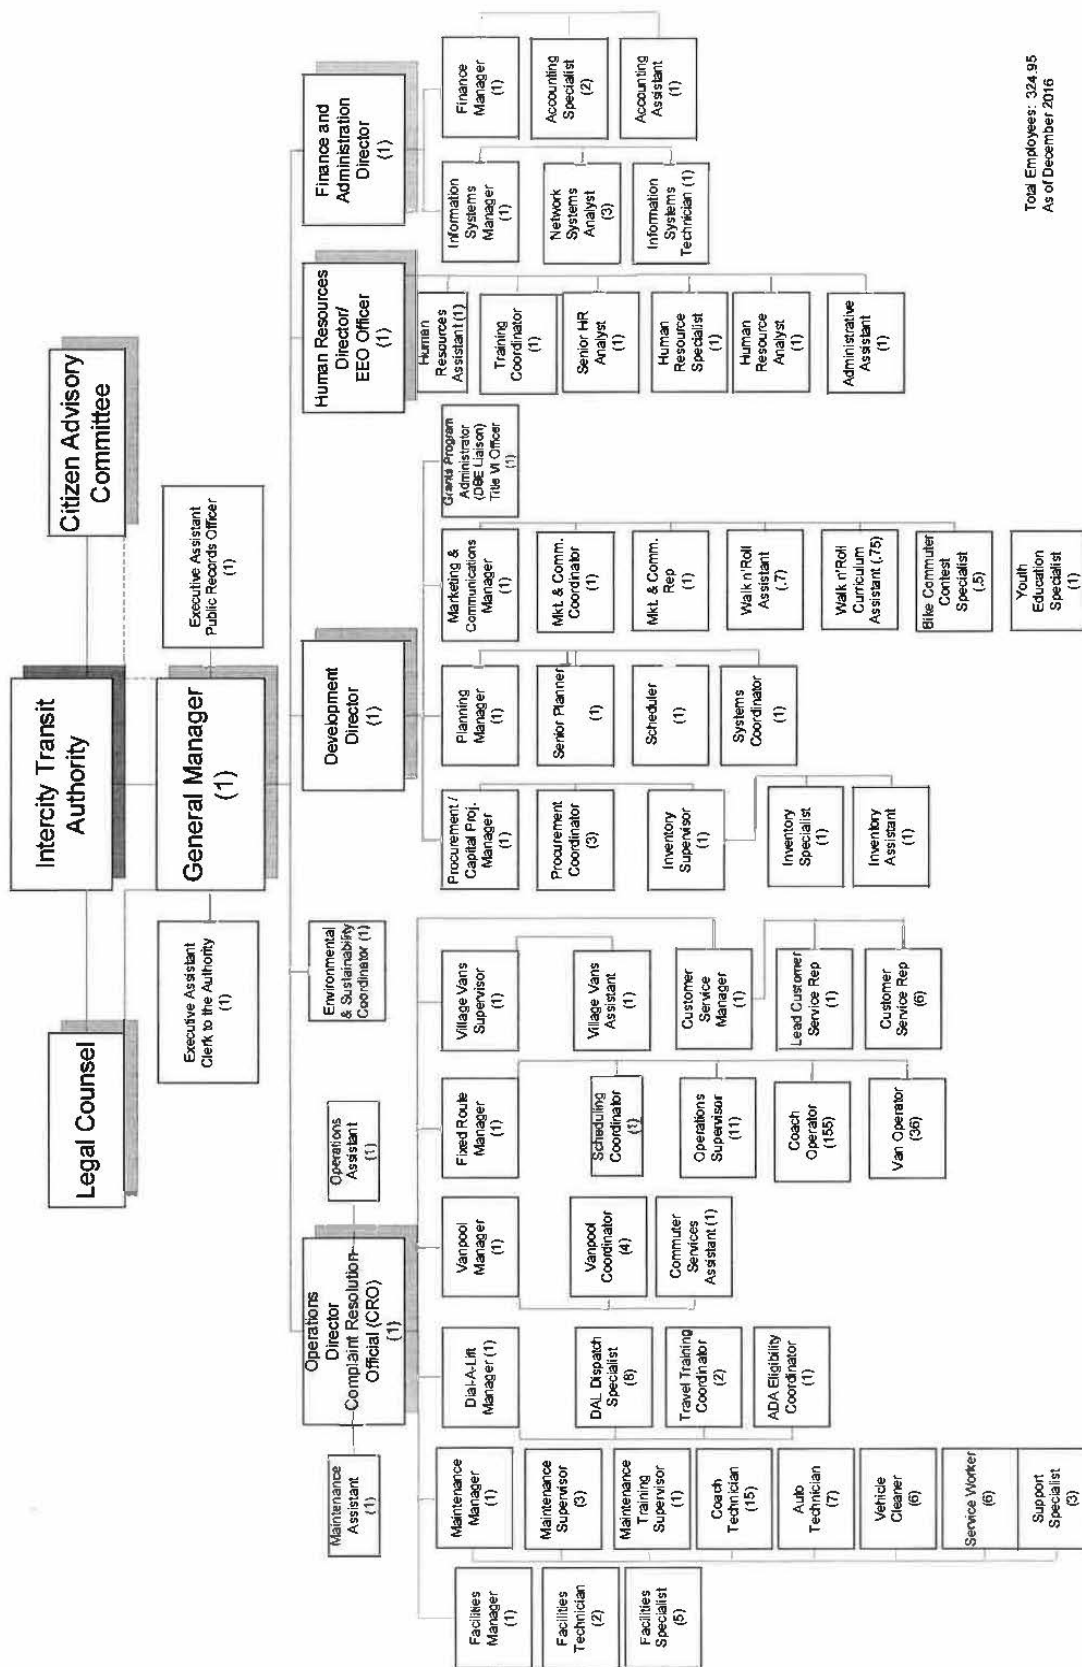 Intercity Transit
Authority
Legal Counsel
Citizen Advisory
Committee
General Manager
(1)
Executive Assistant
Clerk to the Authority
(1)
Executive Assistant
Public Records Officer
(1)
Environmental
& Sustainability
Coordinator (1)
Maintenance
Assistant
(1)
Operations
Director
Complaint Resolution
Official (CRO)
(1)
Operations
Assistant
(1)
Development
Director
(1)
Human Resources
Director/
EEO Officer
(1)
Finance and
Administration
Director
(1)
Facilities
Manager
(1)
Facilities
Technician
(2)
Facilities
Specialist
(5)
Maintenance
Manager
(1)
Maintenance
Supervisor
(3)
Maintenance
Training
Supervisor
(1)
Coach
Technician
(15)
Auto
Technician
(7)
Vehicle
Cleaner
(6)
Service Worker
(6)
Support
Specialist
(3)
Dial-A-Lift
Manager (1)
DAL Dispatch
Specialist
(8)
Travel Training
Coordinator
(2)
ADA Eligibility
Coordinator
(1)
Vanpool Manager
(1)
Vanpool
Coordinator
(4)
Commuter
Services
Assistant (1)
Fixed Route
Manager
(1)
Scheduling
Coordinator
(1)
Operations
Supervisor
(11)
Coach
Operator
(155)
Van Operator
(36)
Village Vans
Supervisor
(1)
Village Vans
Assistant
(1)
Customer
Service
Manager
(1)
Lead Customer
Service Rep
(1)
Customer
Service Rep
(6)
Procurement /
Capital Proj.
Manager
(1)
Procurement
Coordinator
(3)
Inventory
Supervisor
(1)
Inventory
Specialist
(1)
Inventory
Assistant
(1)
Planning
Manager
(1)
Senior Planner
(1)
Scheduler
(1)
Systems
Coordinator
(1)
Marketing &
Communications
Manager
(1)
Mkt. & Comm.
Coordinator
(1)
Mkt. & Comm.
Rep
(1)
Walk n'Roll
Assistant
(.7)
Walk n'Roll
Curriculum
Assistant (.75)
Bike Commuter
Contest
Specialist
(.5)
Youth
Education
Specialist
(1)
Grants Program
Administrator
(DBE Liaison)
Title VI Officer
(1)
Human
Resources
Assistant (1)
Training
Coordinator
(1)
Senior HR
Analyst
(1)
Human
Resource
Specialist
(1)
Human
Resource
Analyst
(1)
Administrative
Assistant
(1)
Information
Systems
Manager
(1)
Network
Systems
Analyst
(3)
Information
Systems
Technician (1)
Finance
Manager
(1)
Accounting
Specialist
(2)
Accounting
Assistant
(1)
Total Employees: 324.95
As of December 2016